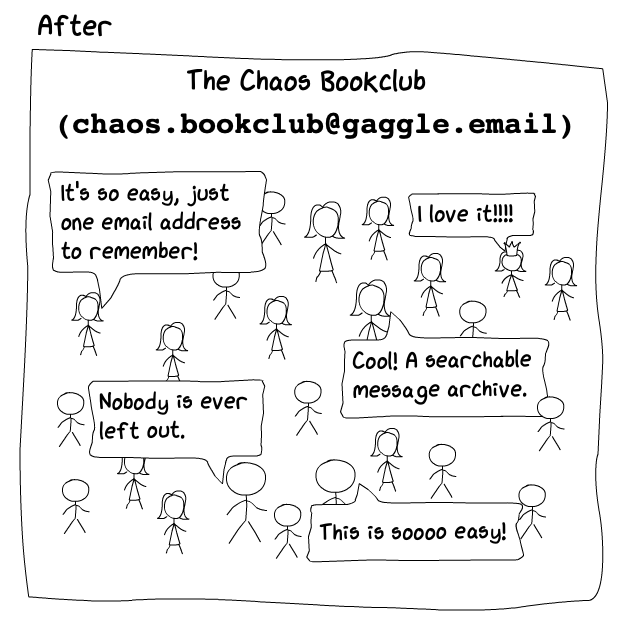 After
The Chaos Bookclub
(chaos.bookclub@gaggle.email)
It's so easy, just
one email address
to remember!
I love it!!!!
Cool! A searchable
message archive.
Nobody is ever
left out.
This is soooo easy!